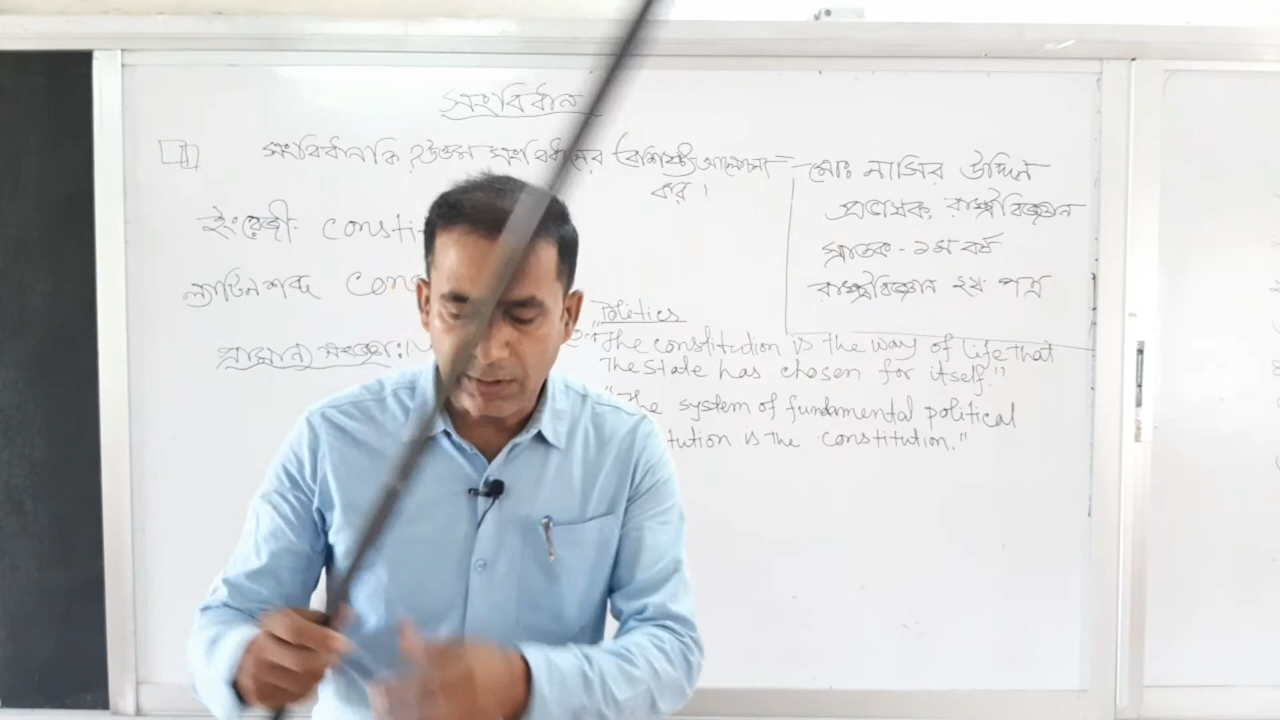 সংবিধান
সংবিধান কি? উত্তম সংবিধানের বৈশিষ্ট্য আলোচনা
কর।
মোঃ নাসির উদ্দিন
প্রভাষক, রাষ্ট্রবিজ্ঞান
স্নাতক - ১ম বর্ষ
রাষ্ট্রবিজ্ঞান ২য় পত্র
ইংরেজী: consti
ল্যাটিন শব্দ Con
সামান্য সংজ্ঞা:
Poletics
"The constitution is the way of life that
The State has chosen for itself."
"The system of fundamental political
tution is the constitution."